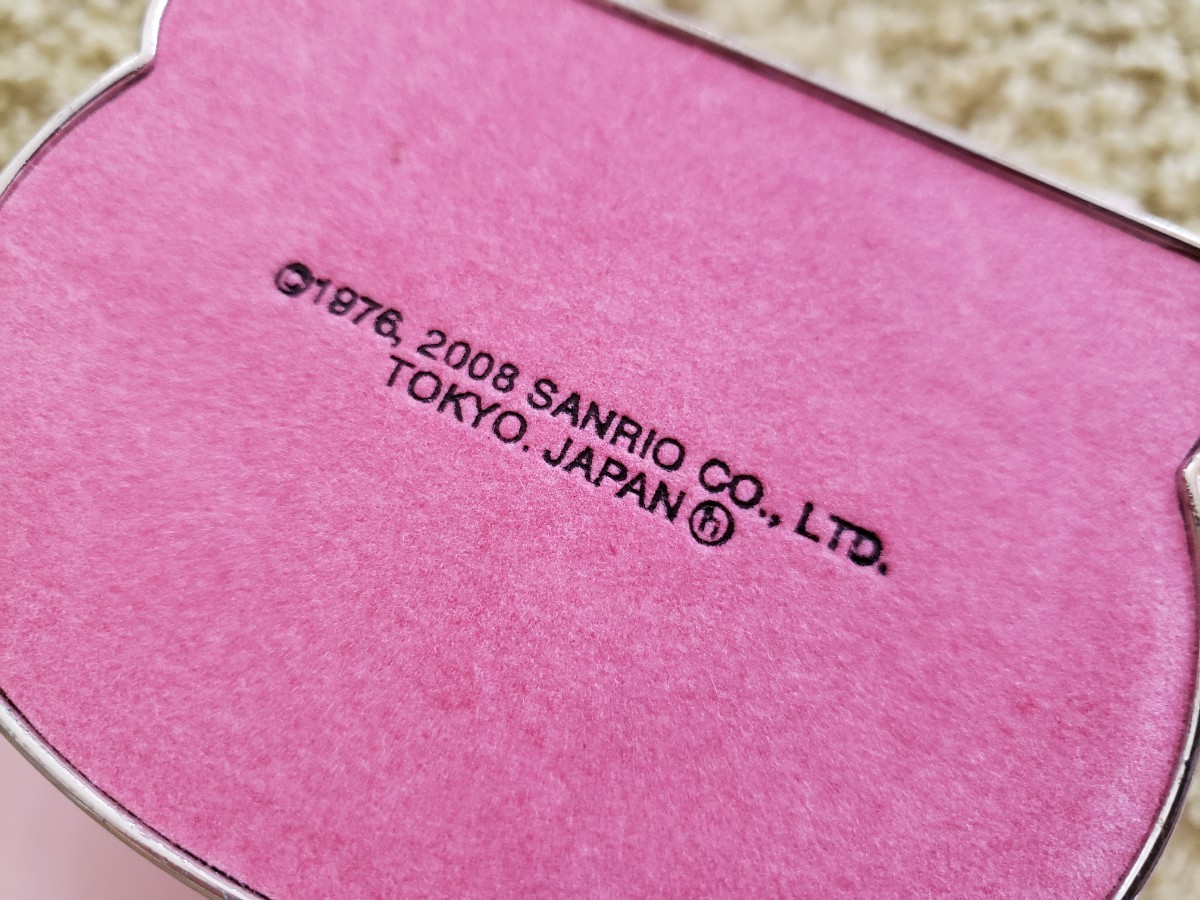 ©1976, 2008 SANRIO CO., LTD.
TOKYO, JAPAN ⓗ